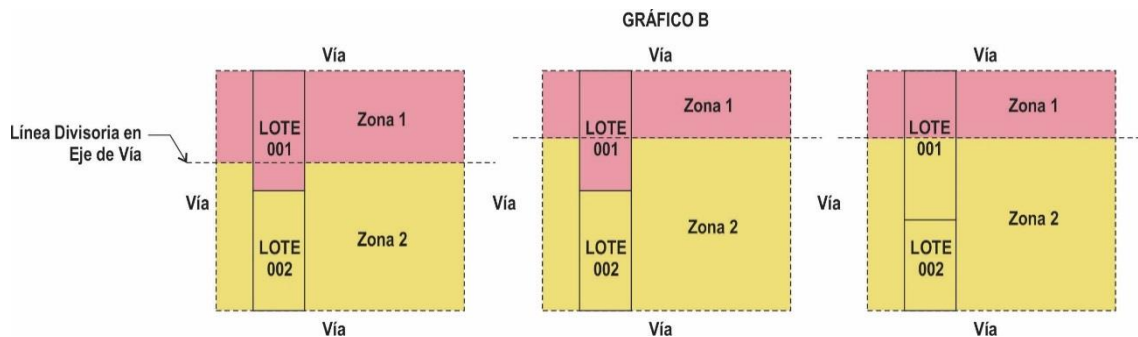 GRÁFICO B
Vía
Zona 1
LOTE
001
Línea Divisoria en
Eje de Vía
Vía
Zona 2
LOTE
002
Vía
Vía
Zona 1
LOTE
001
Vía
Zona 2
LOTE
002
Vía
Vía
Zona 1
LOTE
001
Vía
Zona 2
LOTE
002
Vía